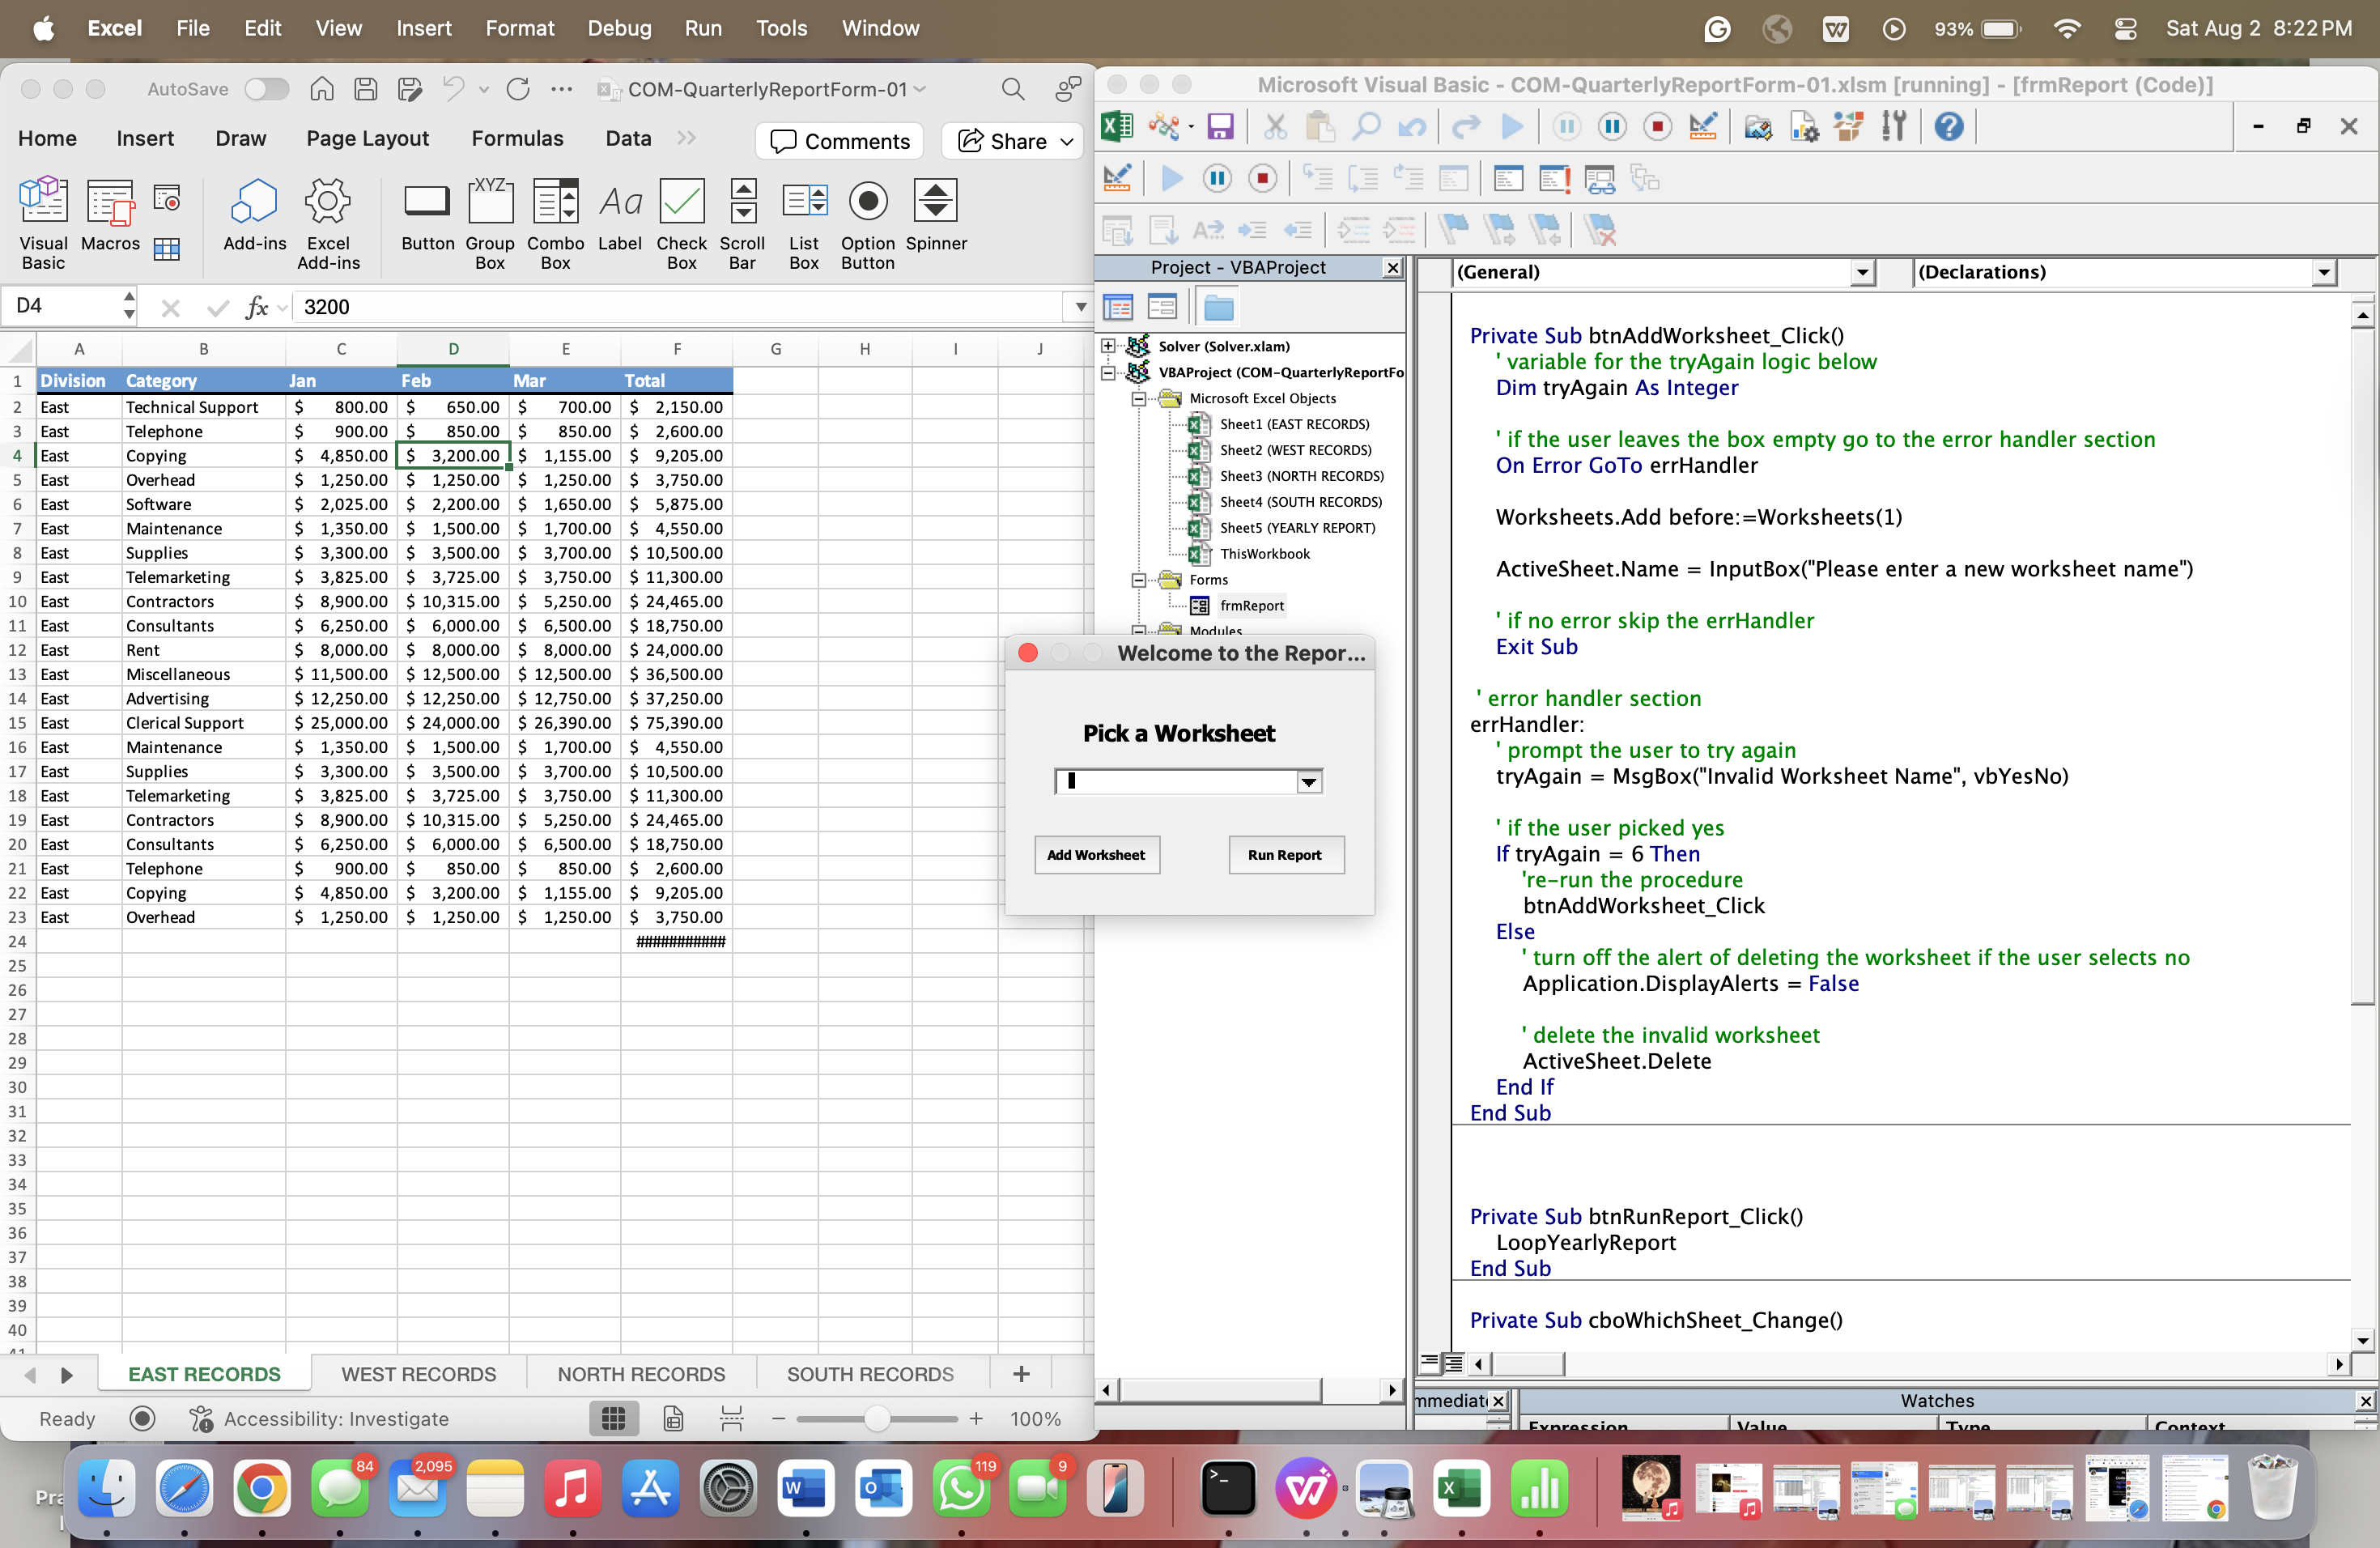 Excel File Edit View Insert Format Debug Run Tools Window 93% Sat Aug 2 8:22 PM
AutoSave COM-QuarterlyReportForm-01
Home Insert Draw Page Layout Formulas Data Comments Share
Visual Basic Macros Add-ins Excel Add-ins Button Group Box Combo Box Label Check Box Scroll Bar List Box Option Button Spinner
D4 fx 3200
A B C D E F G H I J
1 Division Category Jan Feb Mar Total
2 East Technical Support $ 800.00 $ 650.00 $ 700.00 $ 2,150.00
3 East Telephone $ 900.00 $ 850.00 $ 850.00 $ 2,600.00
4 East Copying $ 4,850.00 $ 3,200.00 $ 1,155.00 $ 9,205.00
5 East Overhead $ 1,250.00 $ 1,250.00 $ 1,250.00 $ 3,750.00
6 East Software $ 2,025.00 $ 2,200.00 $ 1,650.00 $ 5,875.00
7 East Maintenance $ 1,350.00 $ 1,500.00 $ 1,700.00 $ 4,550.00
8 East Supplies $ 3,300.00 $ 3,500.00 $ 3,700.00 $ 10,500.00
9 East Telemarketing $ 3,825.00 $ 3,725.00 $ 3,750.00 $ 11,300.00
10 East Contractors $ 8,900.00 $ 10,315.00 $ 5,250.00 $ 24,465.00
11 East Consultants $ 6,250.00 $ 6,000.00 $ 6,500.00 $ 18,750.00
12 East Rent $ 8,000.00 $ 8,000.00 $ 8,000.00 $ 24,000.00
13 East Miscellaneous $ 11,500.00 $ 12,500.00 $ 12,500.00 $ 36,500.00
14 East Advertising $ 12,250.00 $ 12,250.00 $ 12,750.00 $ 37,250.00
15 East Clerical Support $ 25,000.00 $ 24,000.00 $ 26,390.00 $ 75,390.00
16 East Maintenance $ 1,350.00 $ 1,500.00 $ 1,700.00 $ 4,550.00
17 East Supplies $ 3,300.00 $ 3,500.00 $ 3,700.00 $ 10,500.00
18 East Telemarketing $ 3,825.00 $ 3,725.00 $ 3,750.00 $ 11,300.00
19 East Contractors $ 8,900.00 $ 10,315.00 $ 5,250.00 $ 24,465.00
20 East Consultants $ 6,250.00 $ 6,000.00 $ 6,500.00 $ 18,750.00
21 East Telephone $ 900.00 $ 850.00 $ 850.00 $ 2,600.00
22 East Copying $ 4,850.00 $ 3,200.00 $ 1,155.00 $ 9,205.00
23 East Overhead $ 1,250.00 $ 1,250.00 $ 1,250.00 $ 3,750.00
24 ###########
25
26
27
28
29
30
31
32
33
34
35
36
37
38
39
40
41
EAST RECORDS WEST RECORDS NORTH RECORDS SOUTH RECORDS +
Ready Accessibility: Investigate 100%
Microsoft Visual Basic - COM-QuarterlyReportForm-01.xlsm [running] - [frmReport (Code)]
Project - VBAProject
Solver (Solver.xlam)
VBAProject (COM-QuarterlyReportFo
Microsoft Excel Objects
Sheet1 (EAST RECORDS)
Sheet2 (WEST RECORDS)
Sheet3 (NORTH RECORDS)
Sheet4 (SOUTH RECORDS)
Sheet5 (YEARLY REPORT)
ThisWorkbook
Forms
frmReport
Modules
Welcome to the Repor...
Pick a Worksheet
Add Worksheet Run Report
(General) (Declarations)
Private Sub btnAddWorksheet_Click()
' variable for the tryAgain logic below
Dim tryAgain As Integer
' if the user leaves the box empty go to the error handler section
On Error GoTo errHandler
Worksheets.Add before:=Worksheets(1)
ActiveSheet.Name = InputBox("Please enter a new worksheet name")
' if no error skip the errHandler
Exit Sub
' error handler section
errHandler:
' prompt the user to try again
tryAgain = MsgBox("Invalid Worksheet Name", vbYesNo)
' if the user picked yes
If tryAgain = 6 Then
're-run the procedure
btnAddWorksheet_Click
Else
' turn off the alert of deleting the worksheet if the user selects no
Application.DisplayAlerts = False
' delete the invalid worksheet
ActiveSheet.Delete
End If
End Sub
Private Sub btnRunReport_Click()
LoopYearlyReport
End Sub
Private Sub cboWhichSheet_Change()
mmediat Watches
Expression Value Type Context
Pra
84 2,095 119 9